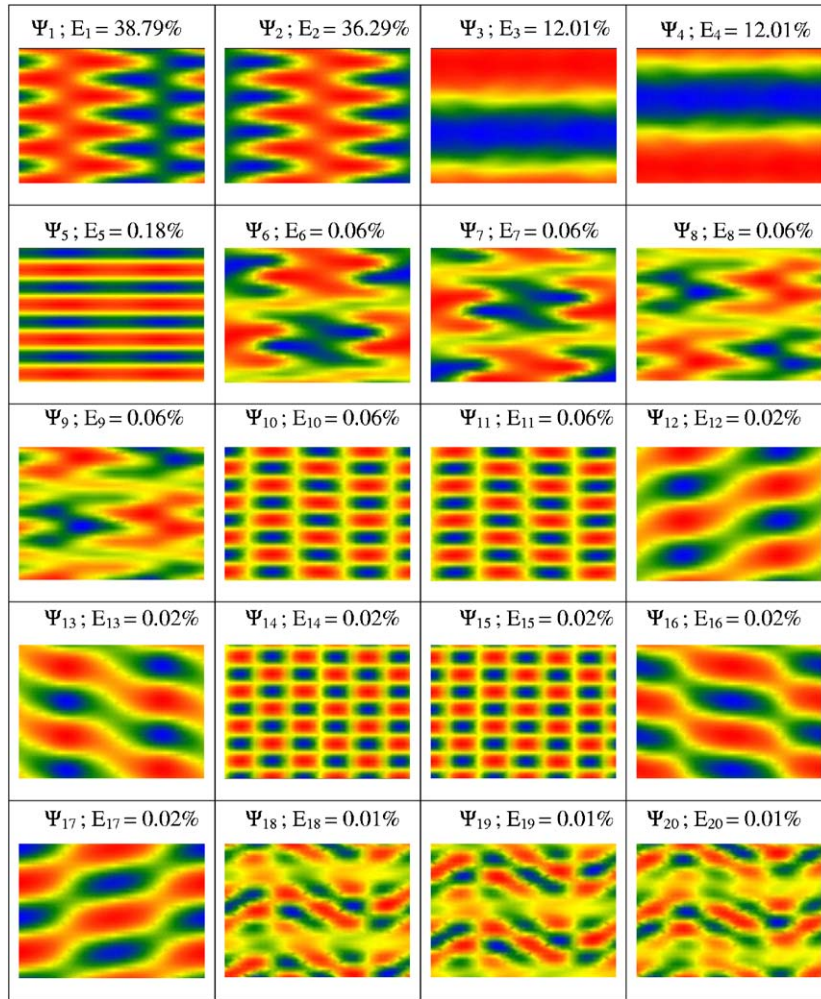 Ψ1 ; E1 = 38.79% Ψ2 ; E2 = 36.29% Ψ3 ; E3 = 12.01% Ψ4 ; E4 = 12.01%
Ψ5 ; E5 = 0.18% Ψ6 ; E6 = 0.06% Ψ7 ; E7 = 0.06% Ψ8 ; E8 = 0.06%
Ψ9 ; E9 = 0.06% Ψ10 ; E10 = 0.06% Ψ11 ; E11 = 0.06% Ψ12 ; E12 = 0.02%
Ψ13 ; E13 = 0.02% Ψ14 ; E14 = 0.02% Ψ15 ; E15 = 0.02% Ψ16 ; E16 = 0.02%
Ψ17 ; E17 = 0.02% Ψ18 ; E18 = 0.01% Ψ19 ; E19 = 0.01% Ψ20 ; E20 = 0.01%